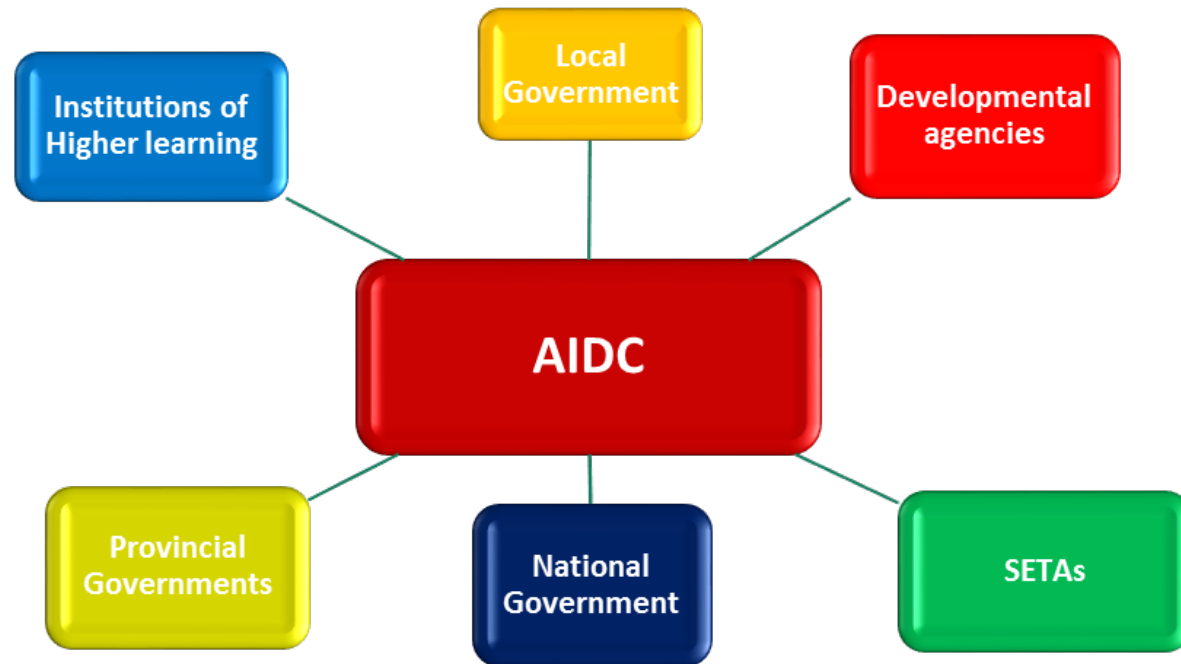 Institutions of
Higher learning
Local
Government
Developmental
agencies
AIDC
Provincial
Governments
National
Government
SETAs